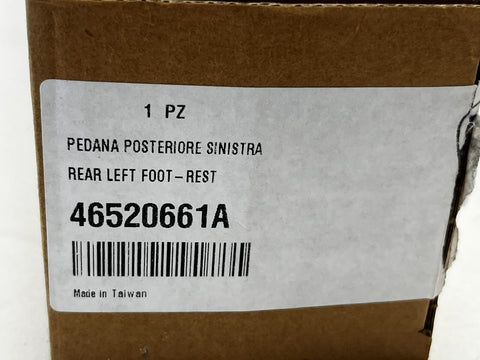 1 PZ
PEDANA POSTERIORE SINISTRA
REAR LEFT FOOT-REST
46520661A
Made in Taiwan